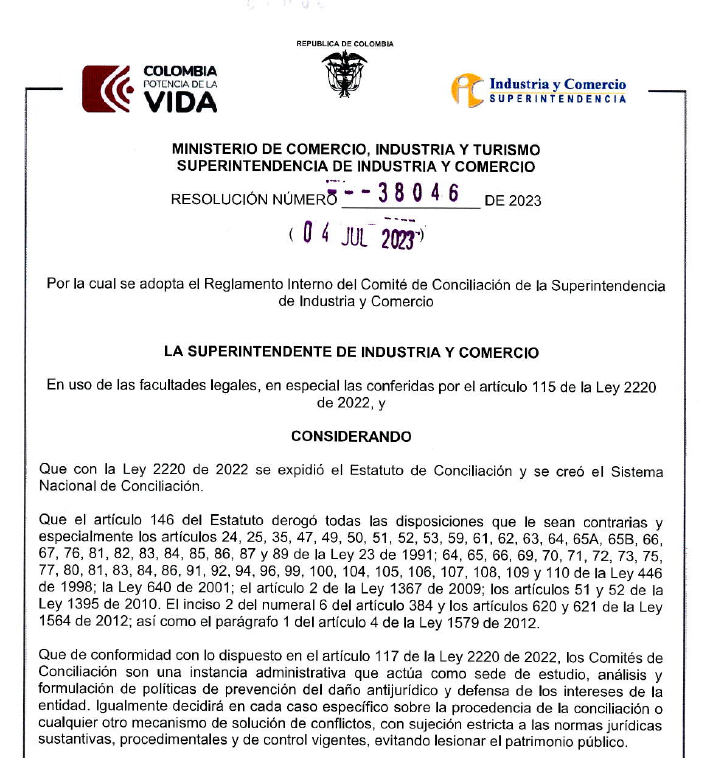 REPUBLICA DE COLOMBIA
COLOMBIA
POTENCIA DE LA
VIDA
Industria y Comercio
SUPERINTENDENCIA
MINISTERIO DE COMERCIO, INDUSTRIA Y TURISMO
SUPERINTENDENCIA DE INDUSTRIA Y COMERCIO
RESOLUCIÓN NÚMERO - - - 38046 DE 2023
( 04 JUL 2023 )
Por la cual se adopta el Reglamento Interno del Comité de Conciliación de la Superintendencia
de Industria y Comercio
LA SUPERINTENDENTE DE INDUSTRIA Y COMERCIO
En uso de las facultades legales, en especial las conferidas por el artículo 115 de la Ley 2220
de 2022, y
CONSIDERANDO
Que con la Ley 2220 de 2022 se expidió el Estatuto de Conciliación y se creó el Sistema
Nacional de Conciliación.
Que el artículo 146 del Estatuto derogó todas las disposiciones que le sean contrarias y
especialmente los artículos 24, 25, 35, 47, 49, 50, 51, 52, 53, 59, 61, 62, 63, 64, 65A, 65B, 66,
67, 76, 81, 82, 83, 84, 85, 86, 87 y 89 de la Ley 23 de 1991; 64, 65, 66, 69, 70, 71, 72, 73, 75,
77, 80, 81, 83, 84, 86, 91, 92, 94, 96, 99, 100, 104, 105, 106, 107, 108, 109 y 110 de la Ley 446
de 1998; la Ley 640 de 2001; el artículo 2 de la Ley 1367 de 2009; los artículos 51 y 52 de la
Ley 1395 de 2010. El inciso 2 del numeral 6 del artículo 384 y los artículos 620 y 621 de la Ley
1564 de 2012; así como el parágrafo 1 del artículo 4 de la Ley 1579 de 2012.
Que de conformidad con lo dispuesto en el artículo 117 de la Ley 2220 de 2022, los Comités de
Conciliación son una instancia administrativa que actúa como sede de estudio, análisis y
formulación de políticas de prevención del daño antijurídico y defensa de los intereses de la
entidad. Igualmente decidirá en cada caso específico sobre la procedencia de la conciliación o
cualquier otro mecanismo de solución de conflictos, con sujeción estricta a las normas jurídicas
sustantivas, procedimentales y de control vigentes, evitando lesionar el patrimonio público.